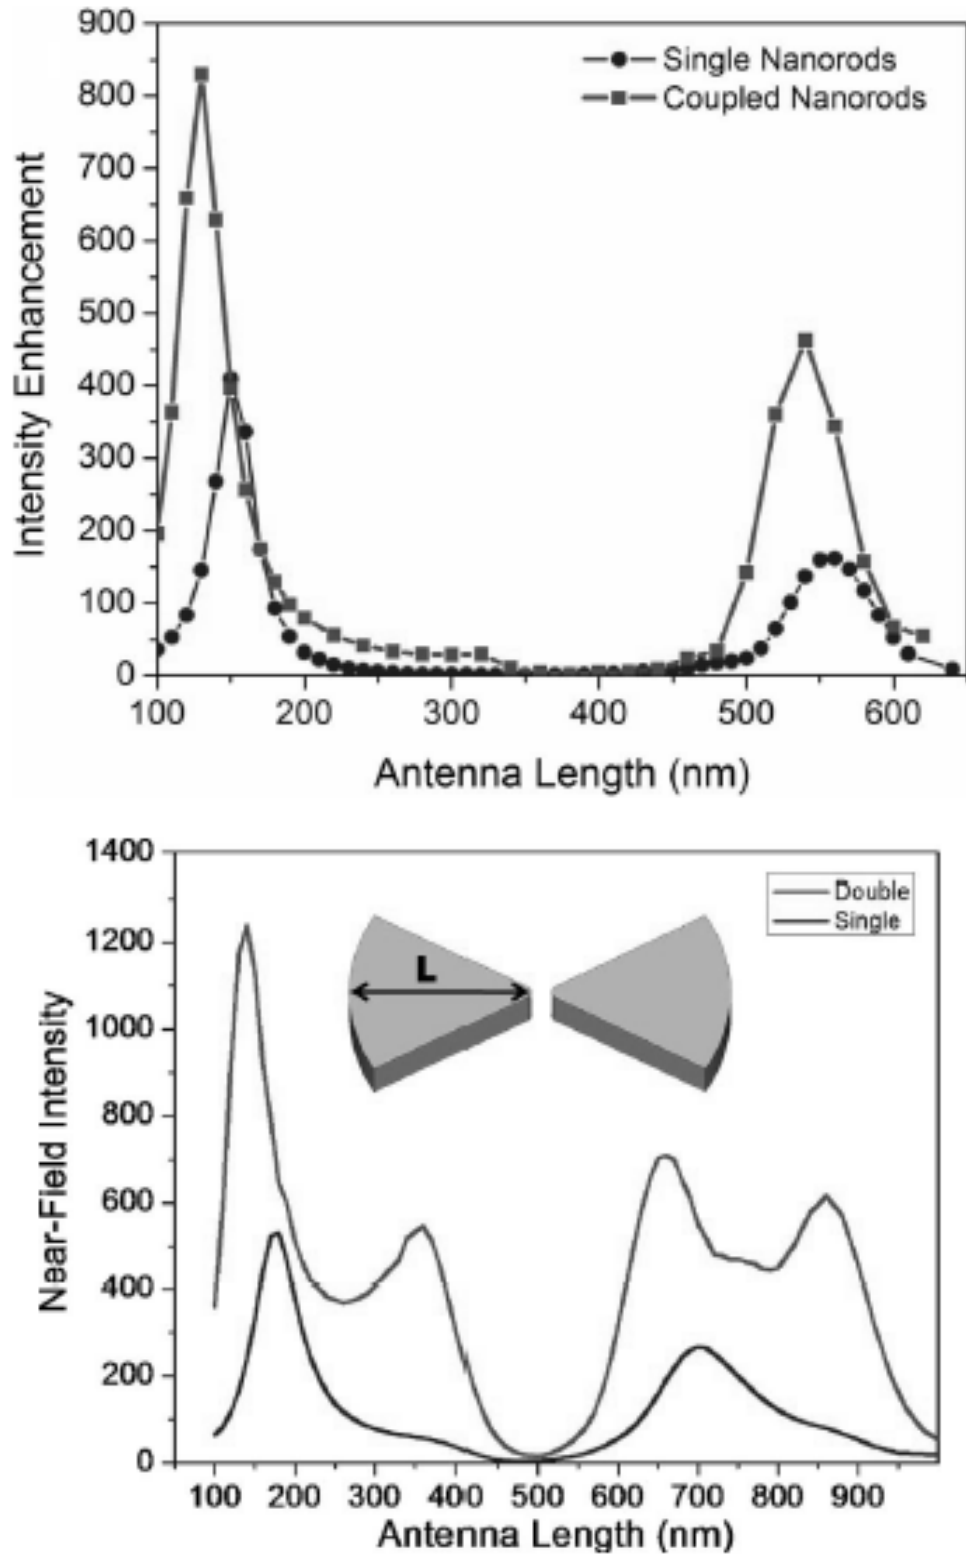 900
800
700
600
500
400
300
200
100
0
Intensity Enhancement
Single Nanorods
Coupled Nanorods
100 200 300 400 500 600
Antenna Length (nm)
1400
1200
1000
800
600
400
200
0
Near-Field Intensity
Double
Single
L
100 200 300 400 500 600 700 800 900
Antenna Length (nm)